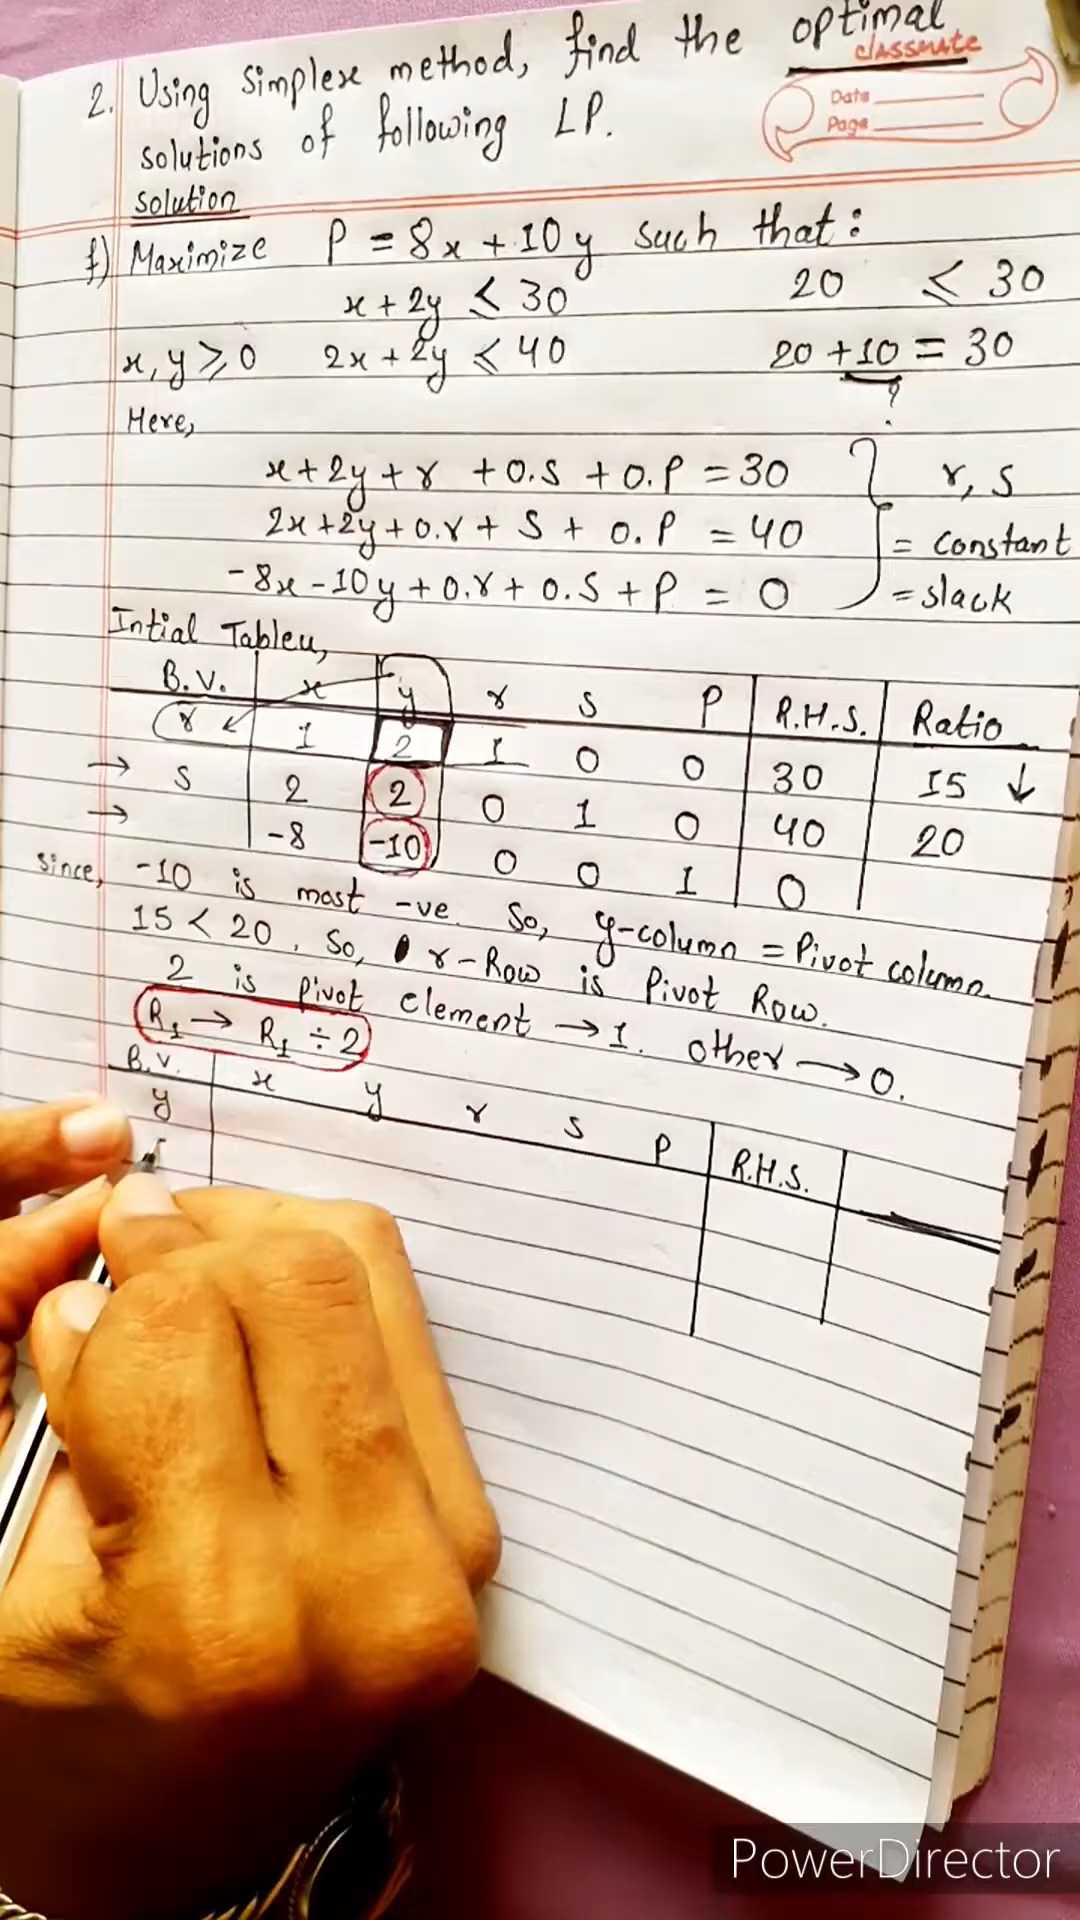 2. Using Simplex method, find the optimal
classmate
Date
Page
solutions of following LP.
solution
f) Maximize P = 8x + 10y such that:
x + 2y ≤ 30 20 ≤ 30
x, y ≥ 0 2x + 2y ≤ 40 20 + 10 = 30
?
Here,
x + 2y + r + 0.S + 0.P = 30 r, s
2x + 2y + 0.r + S + 0.P = 40 = constant
-8x - 10y + 0.r + 0.S + P = 0 = slack
Intial Tableu,
B.V. x y r s P R.H.S. Ratio
r 1 2 1 0 0 30 15 ↓
→ S 2 2 0 1 0 40 20
→ -8 -10 0 0 1 0
Since, -10 is most -ve. So, y-column = Pivot column.
15 < 20. So, r-Row is Pivot Row.
2 is pivot element → 1. other → 0.
R₁ → R₁ ÷ 2
B.V. x y r s P R.H.S.
y
PowerDirector